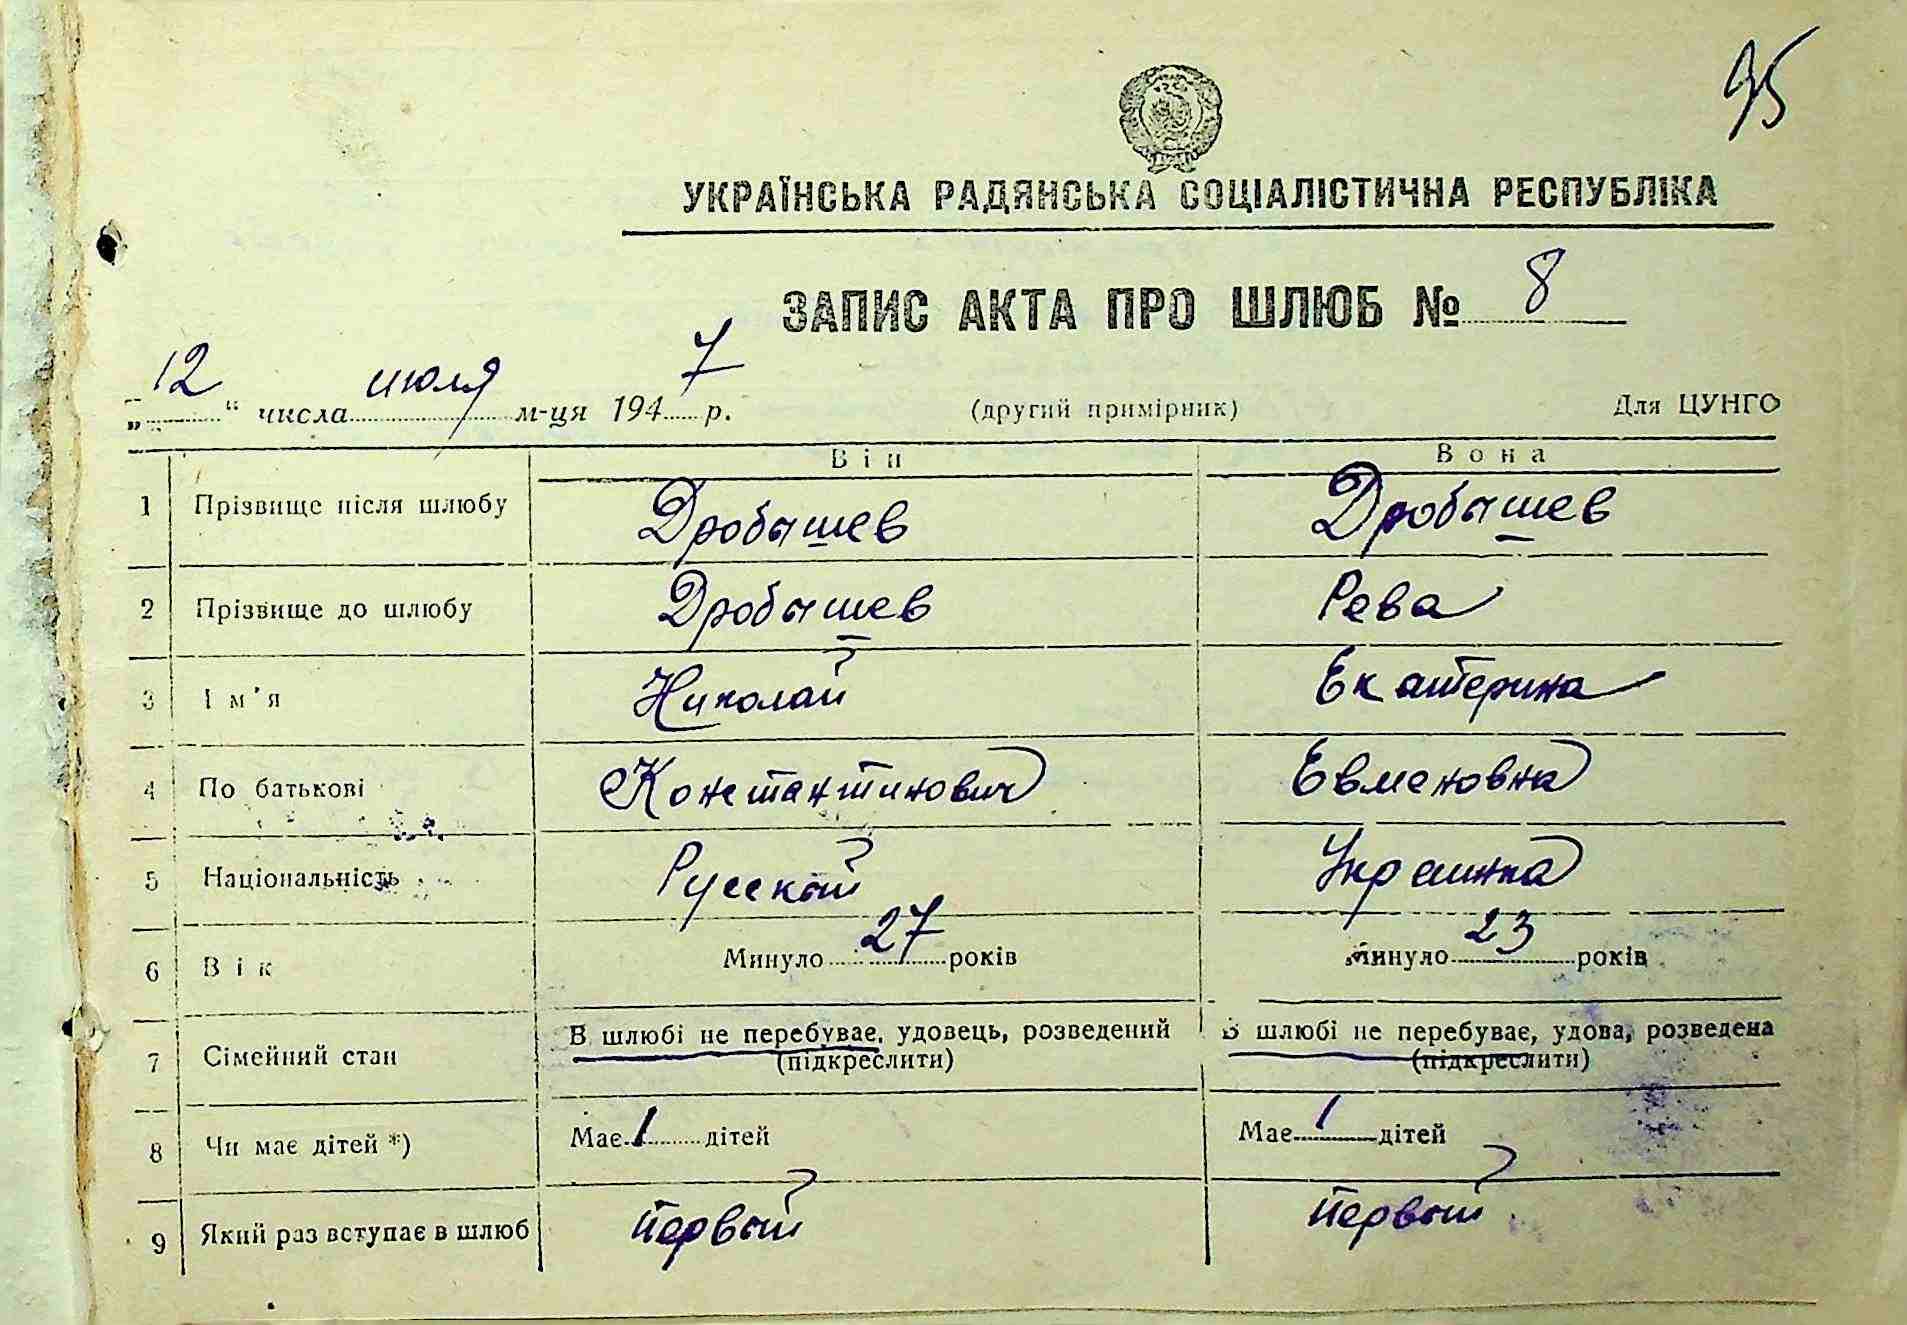 95
УКРАЇНСЬКА РАДЯНСЬКА СОЦІАЛІСТИЧНА РЕСПУБЛІКА
ЗАПИС АКТА ПРО ШЛЮБ № 8
„12“ числа июля м-ця 1947 р. (другий примірник) Для ЦУНГО
Він Вона
1 Прізвище після шлюбу Дробышев Дробышев
2 Прізвище до шлюбу Дробышев Рева
3 Ім'я Николай Екатерина
4 По батькові Константинович Евменовна
5 Національність Русский Украинка
6 Вік Минуло 27 років Минуло 23 років
7 Сімейний стан В шлюбі не перебуває, удовець, розведений В шлюбі не перебуває, удова, розведена
(підкреслити) (підкреслити)
8 Чи має дітей *) Має 1 дітей Має 1 дітей
9 Який раз вступає в шлюб первый первый